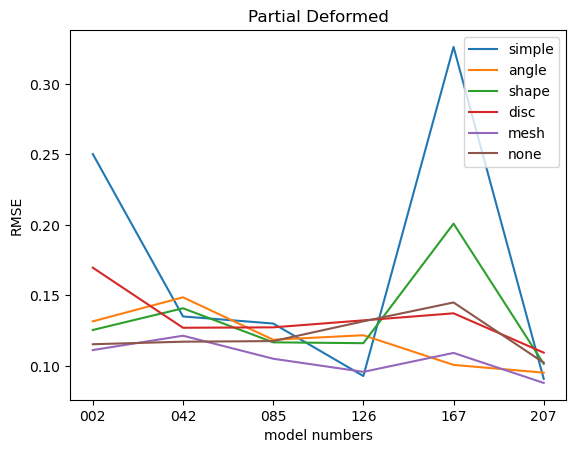 Partial Deformed
simple
angle
shape
disc
mesh
none
0.30
0.25
0.20
0.15
0.10
RMSE
002 042 085 126 167 207
model numbers